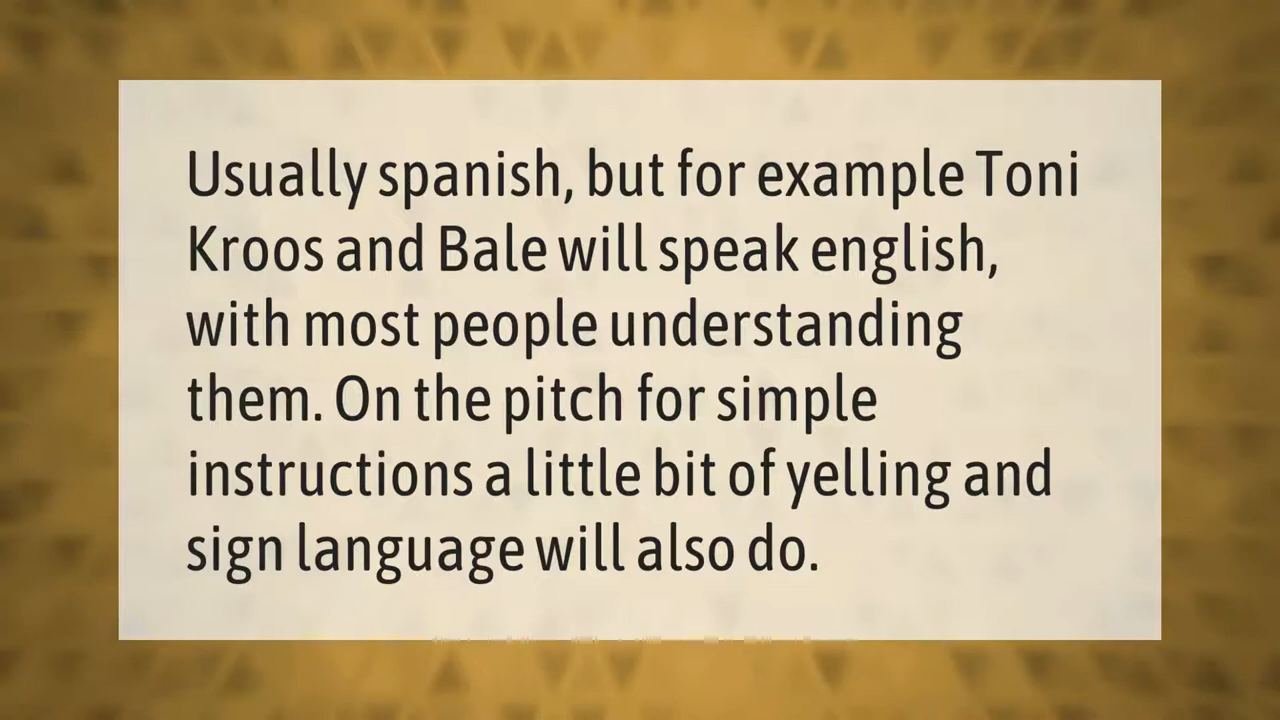 Usually spanish, but for example Toni
Kroos and Bale will speak english,
with most people understanding
them. On the pitch for simple
instructions a little bit of yelling and
sign language will also do.